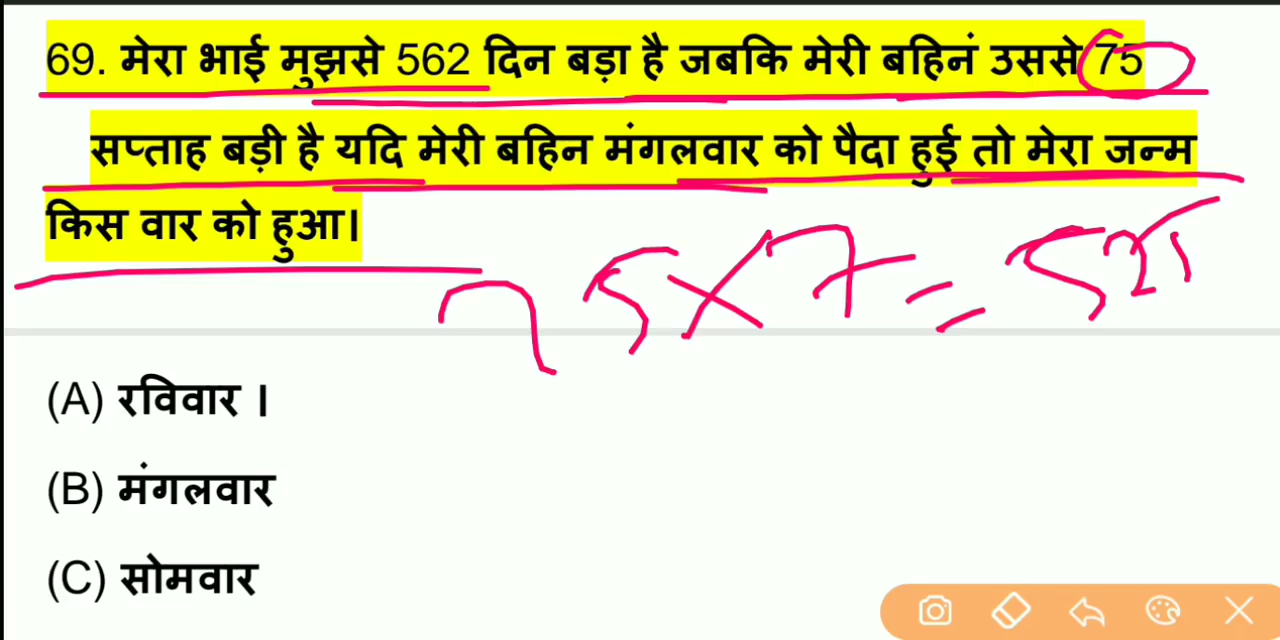 69. मेरा भाई मुझसे 562 दिन बड़ा है जबकि मेरी बहिनं उससे 75
सप्ताह बड़ी है यदि मेरी बहिन मंगलवार को पैदा हुई तो मेरा जन्म
किस वार को हुआ।
75×7=525
(A) रविवार ।
(B) मंगलवार
(C) सोमवार